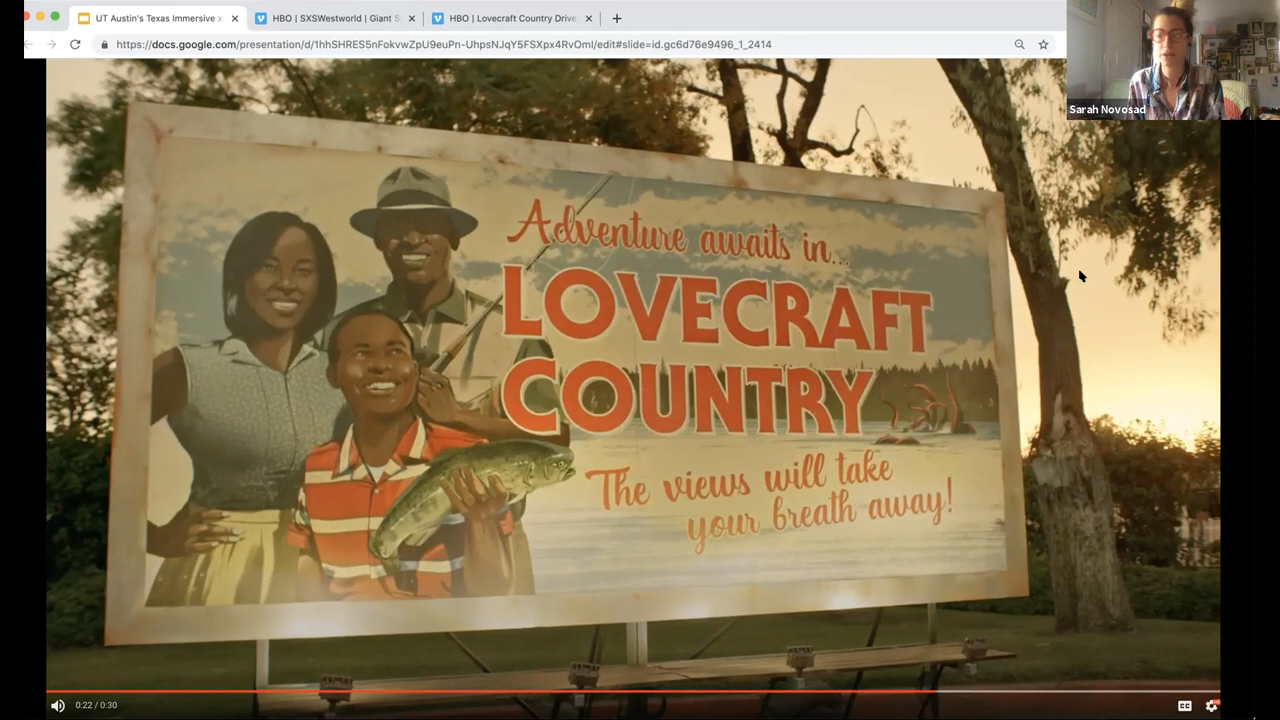 UT Austin's Texas Immersive x
HBO | SXSWestworld | Giant S
HBO | Lovecraft Country Drive
https://docs.google.com/presentation/d/1hhSHRES5nFokvwZpU9euPn-UhpsNJqY5FSXpx4RvOmI/edit#slide=id.gc6d76e9496_1_2414
Sarah Novosad
Adventure awaits in...
LOVECRAFT
COUNTRY
The views will take
your breath away!
0:22 / 0:30
CC